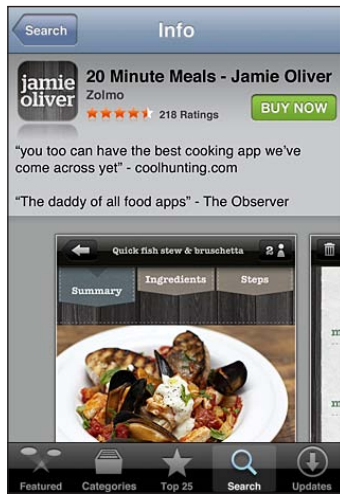 Search
Info
jamie
oliver
20 Minute Meals - Jamie Oliver
Zolmo
218 Ratings
BUY NOW
“you too can have the best cooking app we’ve
come across yet” - coolhunting.com
“The daddy of all food apps” - The Observer
Quick fish stew & bruschetta
2
Summary
Ingredients
Steps
Featured
Categories
Top 25
Search
Updates